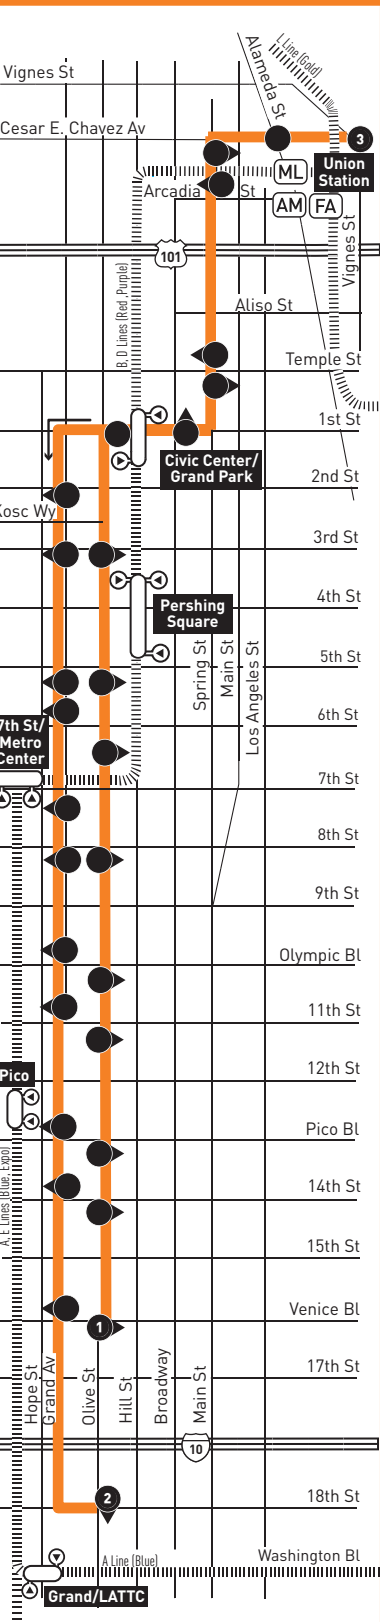 L Line (Gold)
Alameda St
Vignes St
Cesar E. Chavez Av
3
Union
Station
ML
Arcadia St
AM
FA
Vignes St
101
B, D Lines (Red, Purple)
Aliso St
Temple St
1st St
Civic Center/
Grand Park
2nd St
Kosc Wy
3rd St
4th St
Pershing
Square
5th St
Spring St
Main St
Los Angeles St
6th St
7th St/
Metro
Center
7th St
8th St
9th St
Olympic Bl
11th St
12th St
Pico
Pico Bl
A, E Lines (Blue, Expo)
14th St
15th St
Venice Bl
1
Hope St
Grand Av
Olive St
Hill St
Broadway
Main St
17th St
10
2
18th St
A Line (Blue)
Washington Bl
Grand/LATTC